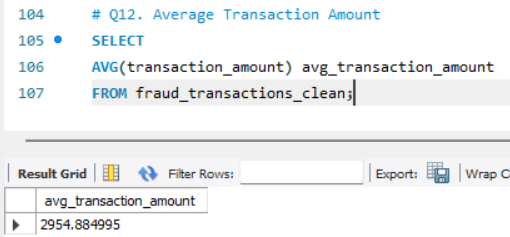 104 # Q12. Average Transaction Amount
105 SELECT
106 AVG(transaction_amount) avg_transaction_amount
107 FROM fraud_transactions_clean;
Result Grid Filter Rows: Export: Wrap C
avg_transaction_amount
2954.884995